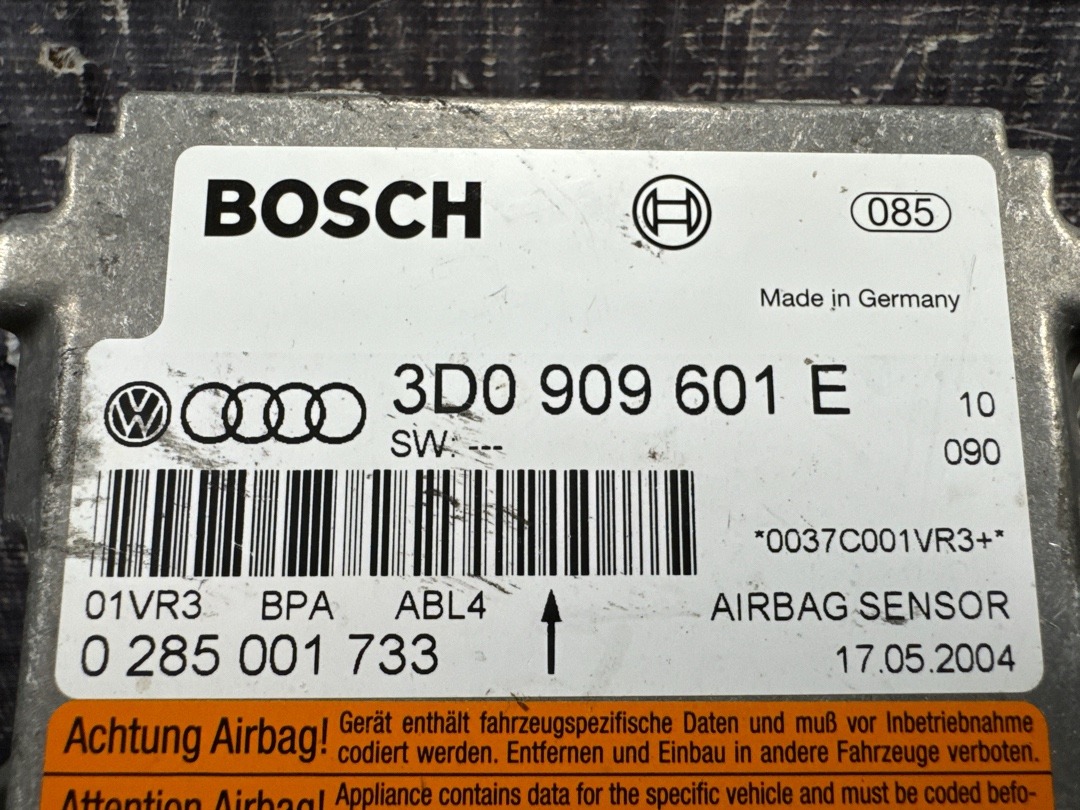 BOSCH
085
Made in Germany
3D0 909 601 E
10
SW: ---
090
*0037C001VR3+*
01VR3 BPA ABL4
AIRBAG SENSOR
0 285 001 733
17.05.2004
Achtung Airbag! Gerät enthält fahrzeugspezifische Daten und muß vor Inbetriebnahme
codiert werden. Entfernen und Einbau in andere Fahrzeuge verboten.
Attention Airbag! Appliance contains data for the specific vehicle and must be coded befo-